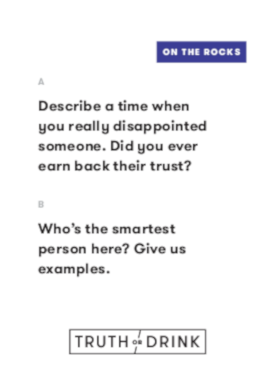 ON THE ROCKS
A
Describe a time when
you really disappointed
someone. Did you ever
earn back their trust?
B
Who's the smartest
person here? Give us
examples.
TRUTH OR DRINK